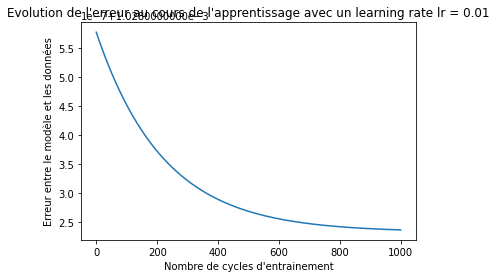 Evolution de l'erreur au cours de l'apprentissage avec un learning rate lr = 0.01
1e−7+1.0280000000e−3
5.5
5.0
4.5
4.0
3.5
3.0
2.5
Erreur entre le modèle et les données
0 200 400 600 800 1000
Nombre de cycles d'entrainement